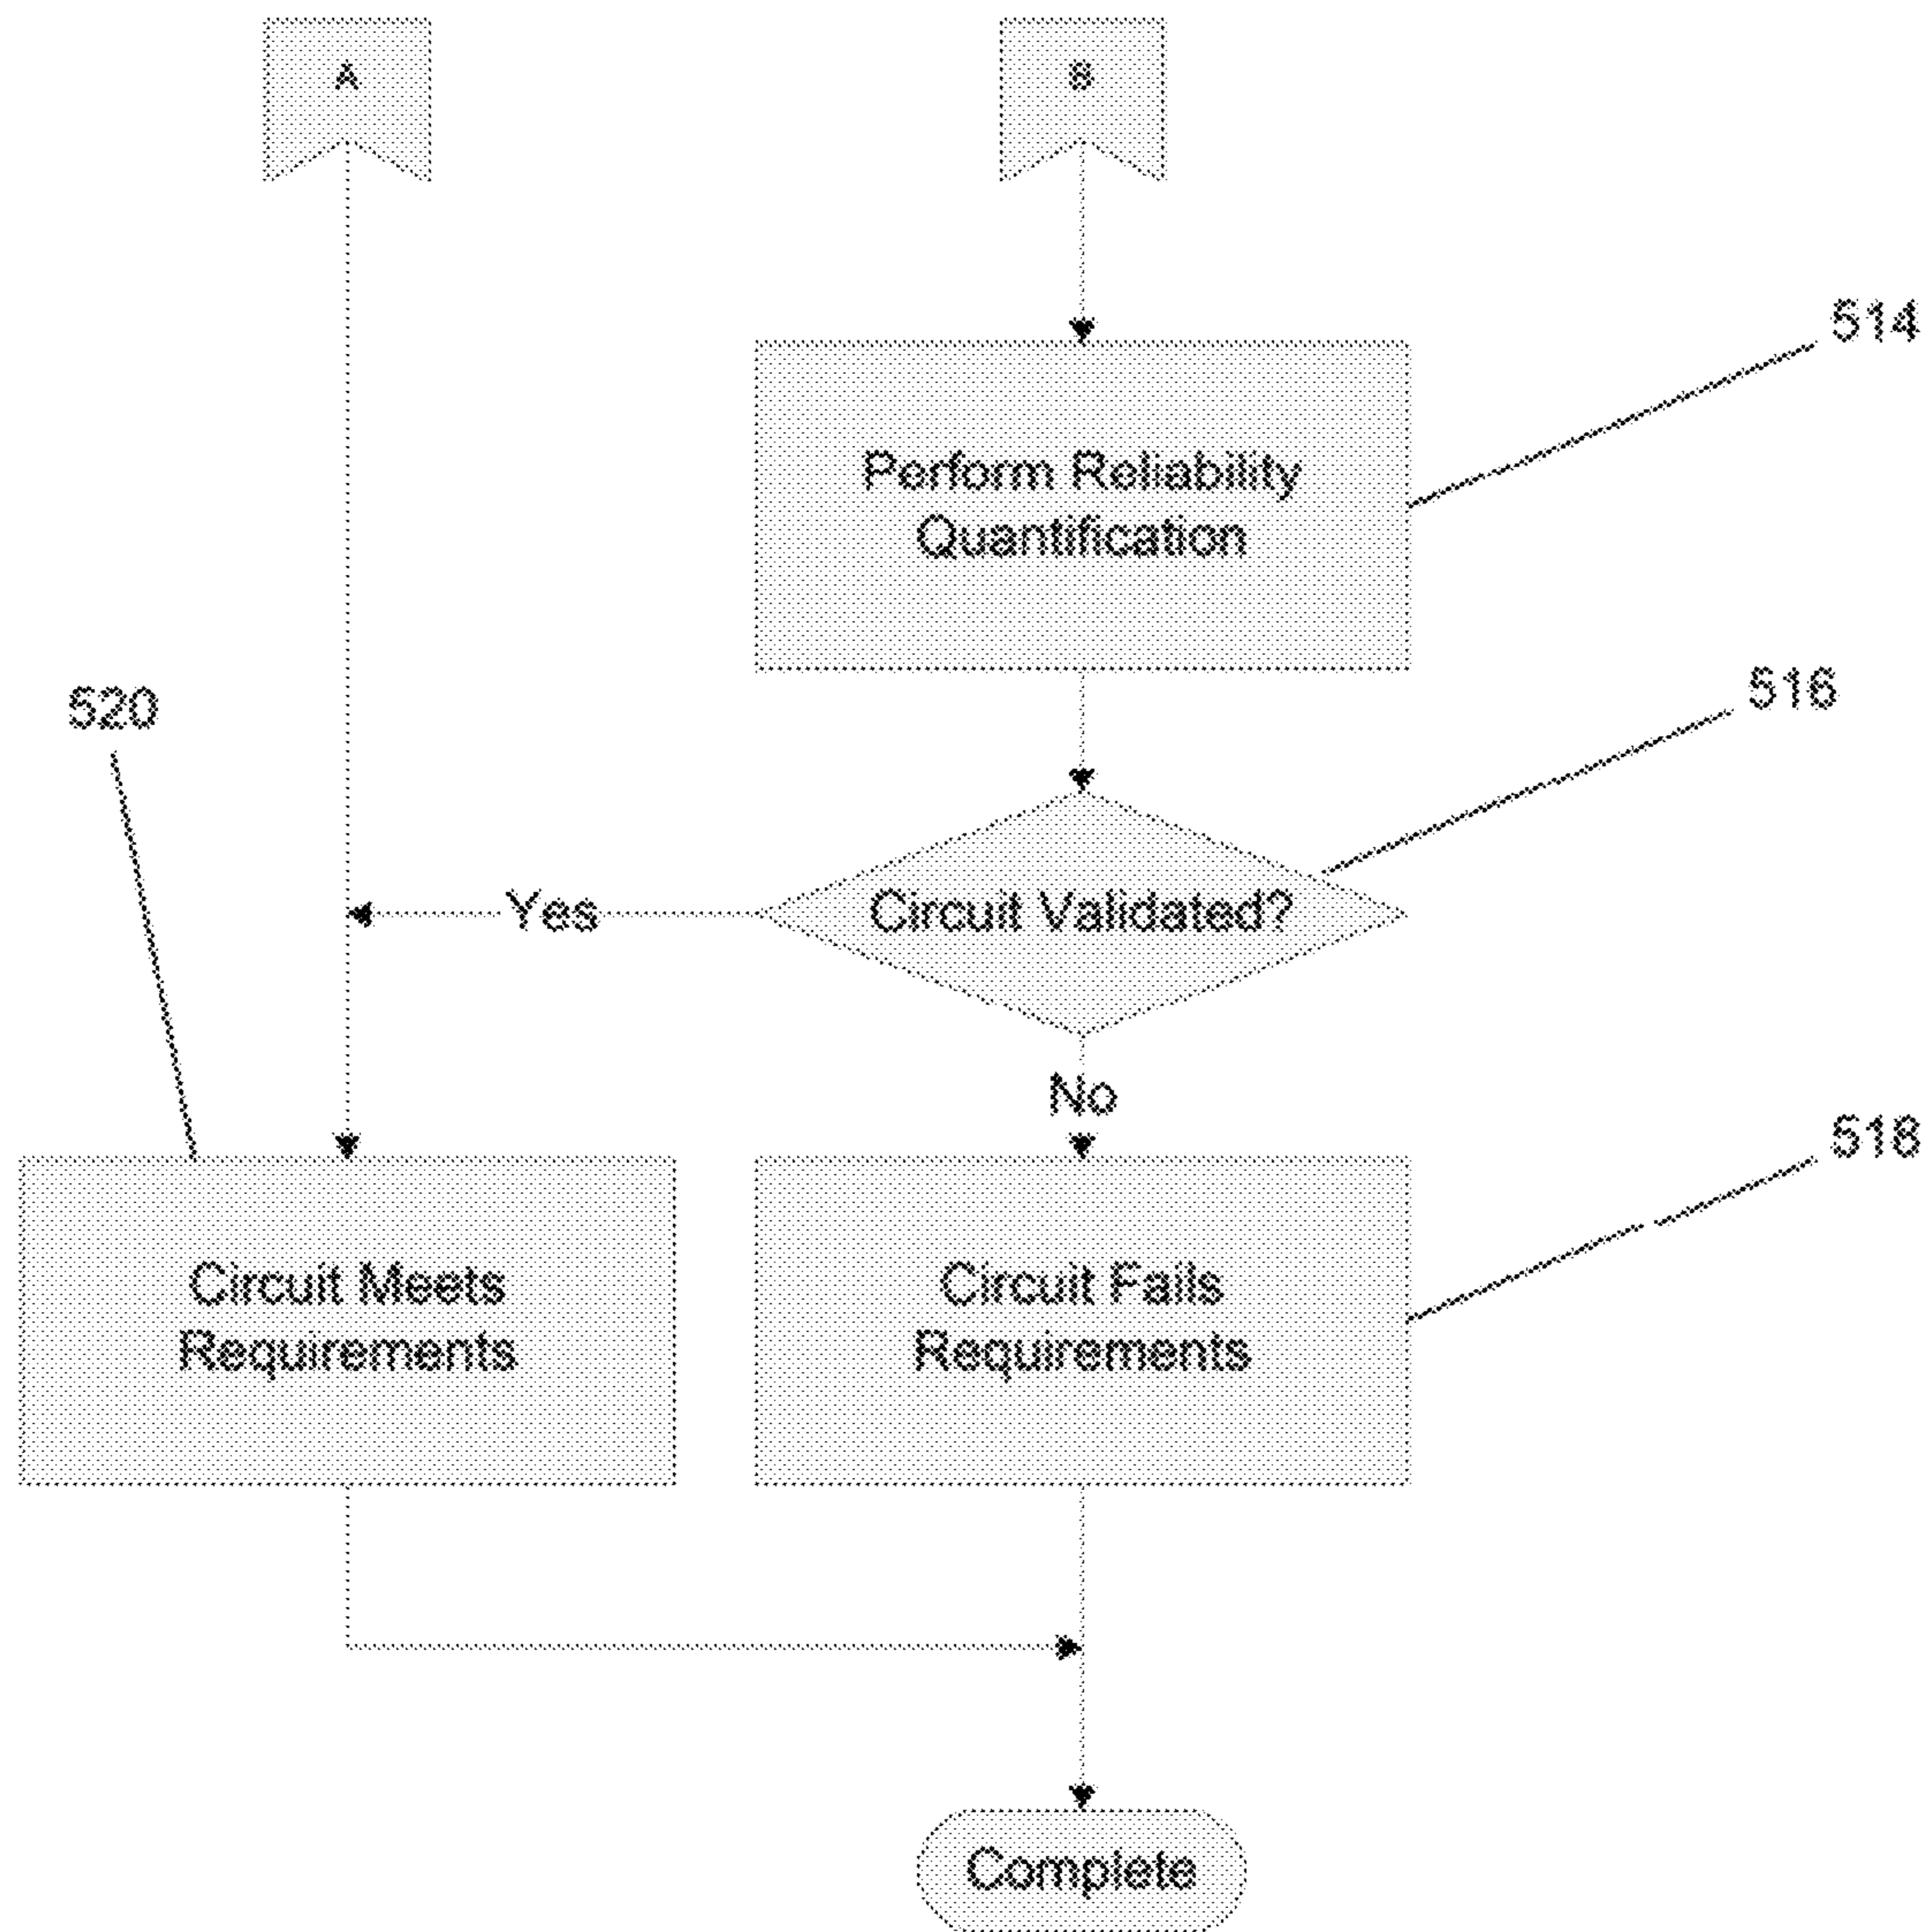 A
B
514
Perform Reliability
Quantification
516
520
Circuit Validated?
Yes
No
518
Circuit Meets
Requirements
Circuit Fails
Requirements
Complete